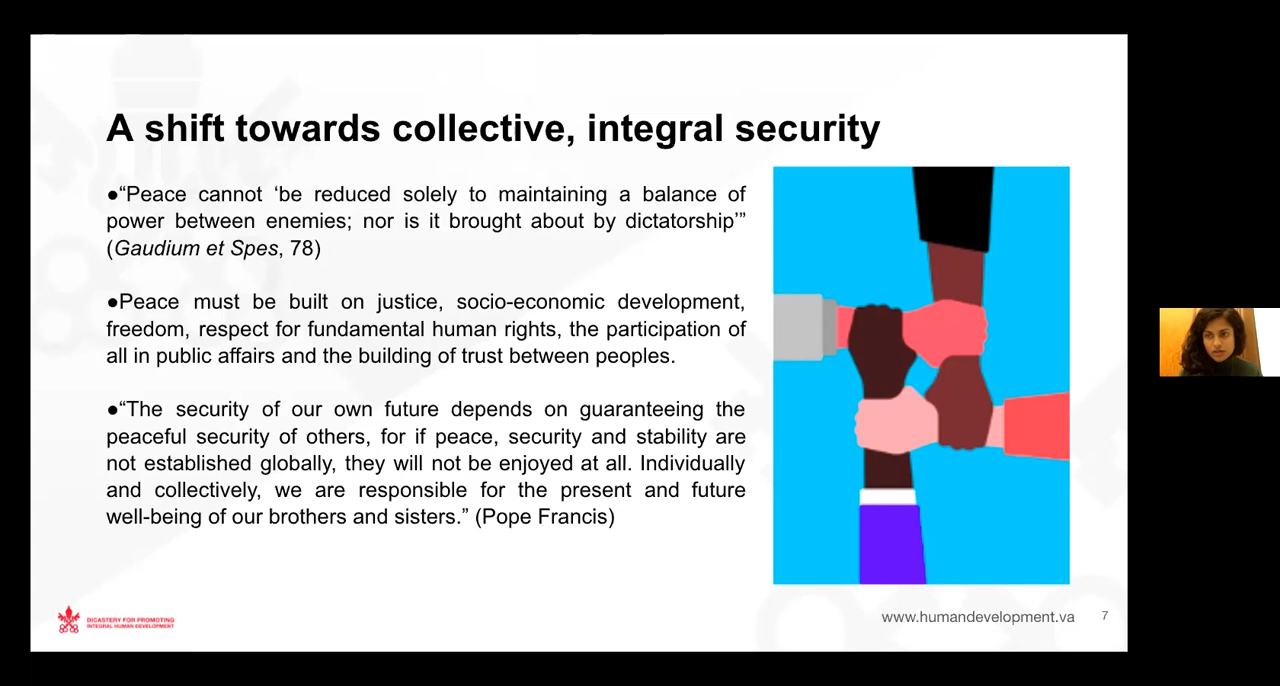 A shift towards collective, integral security
●“Peace cannot ‘be reduced solely to maintaining a balance of
power between enemies; nor is it brought about by dictatorship’”
(Gaudium et Spes, 78)
●Peace must be built on justice, socio-economic development,
freedom, respect for fundamental human rights, the participation of
all in public affairs and the building of trust between peoples.
●“The security of our own future depends on guaranteeing the
peaceful security of others, for if peace, security and stability are
not established globally, they will not be enjoyed at all. Individually
and collectively, we are responsible for the present and future
well-being of our brothers and sisters.” (Pope Francis)
DICASTERY FOR PROMOTING
INTEGRAL HUMAN DEVELOPMENT
www.humandevelopment.va 7